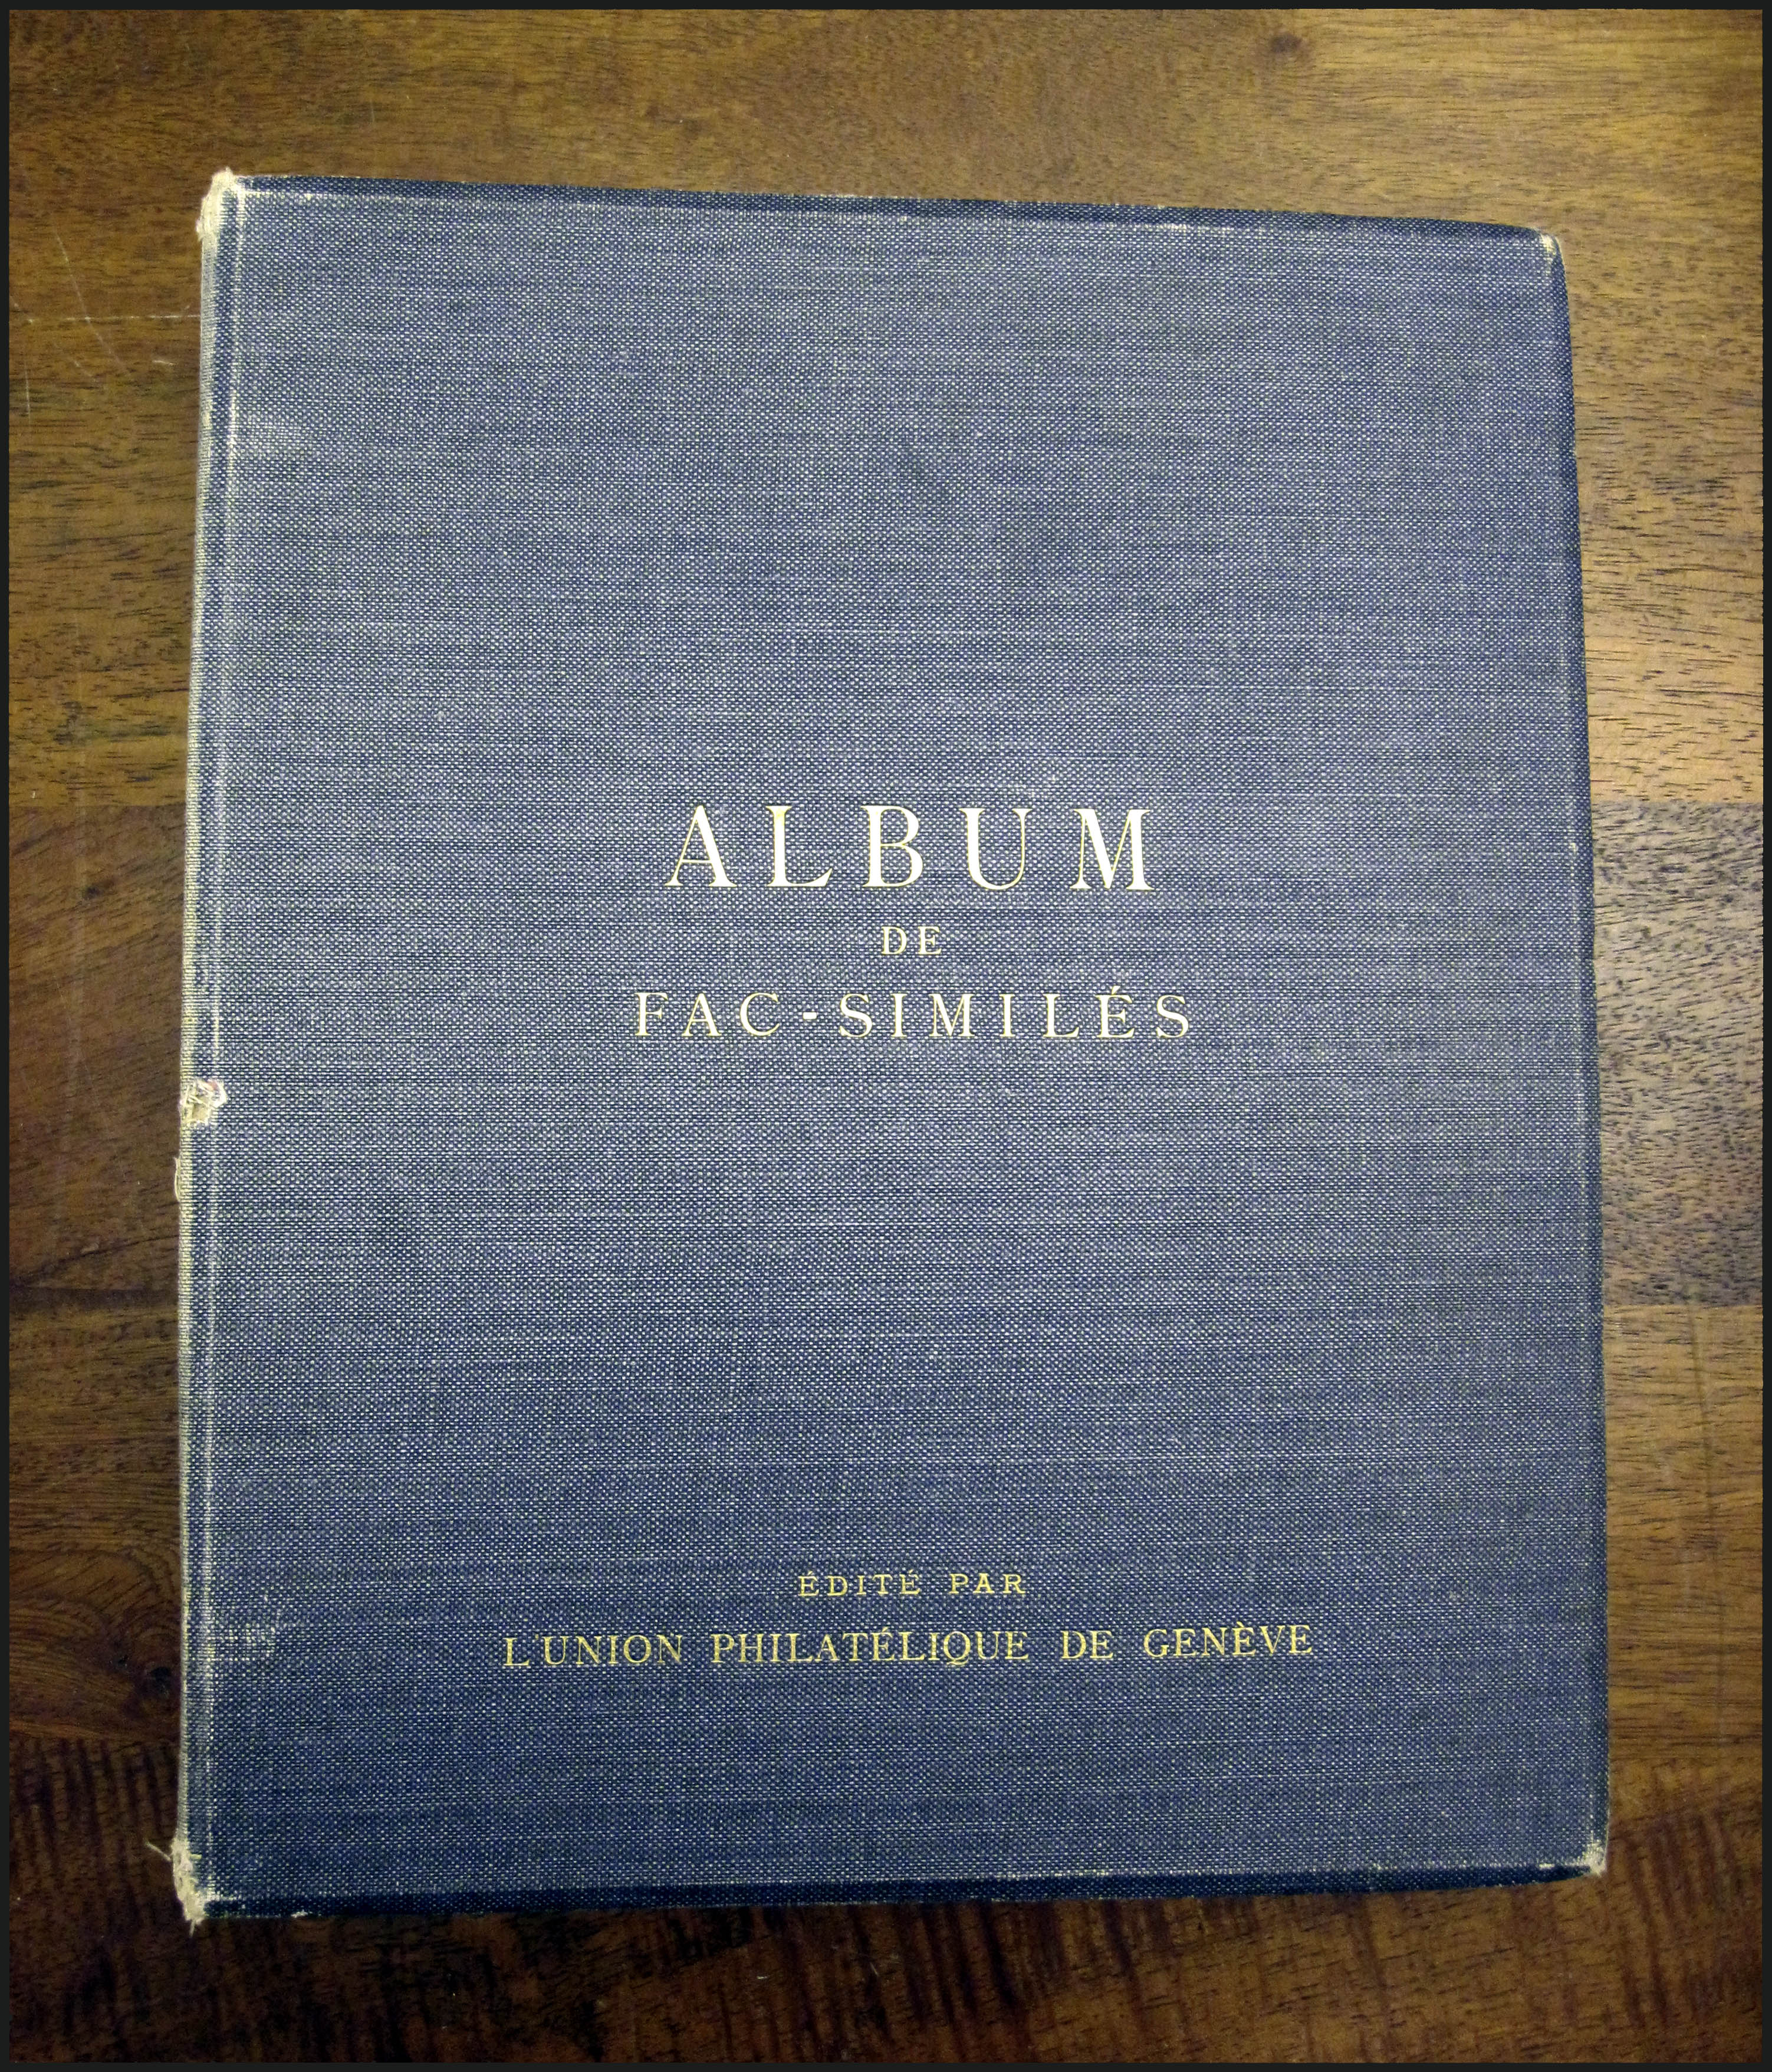 ALBUM
DE
FAC-SIMILÉS
ÉDITÉ PAR
L'UNION PHILATÉLIQUE DE GENÈVE